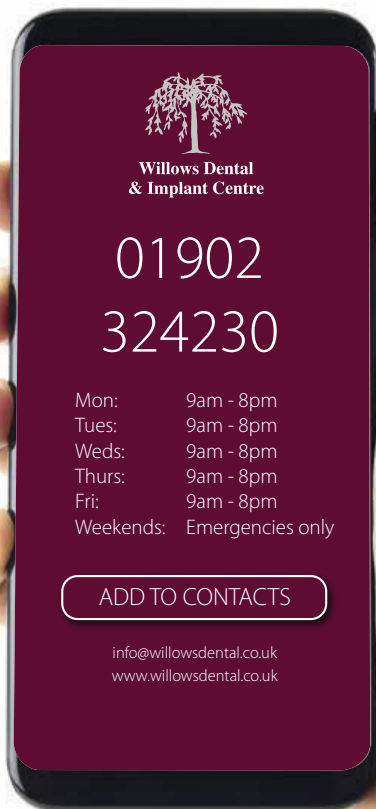 Willows Dental
& Implant Centre
01902
324230
Mon: 9am - 8pm
Tues: 9am - 8pm
Weds: 9am - 8pm
Thurs: 9am - 8pm
Fri: 9am - 8pm
Weekends: Emergencies only
ADD TO CONTACTS
info@willowsdental.co.uk
www.willowsdental.co.uk